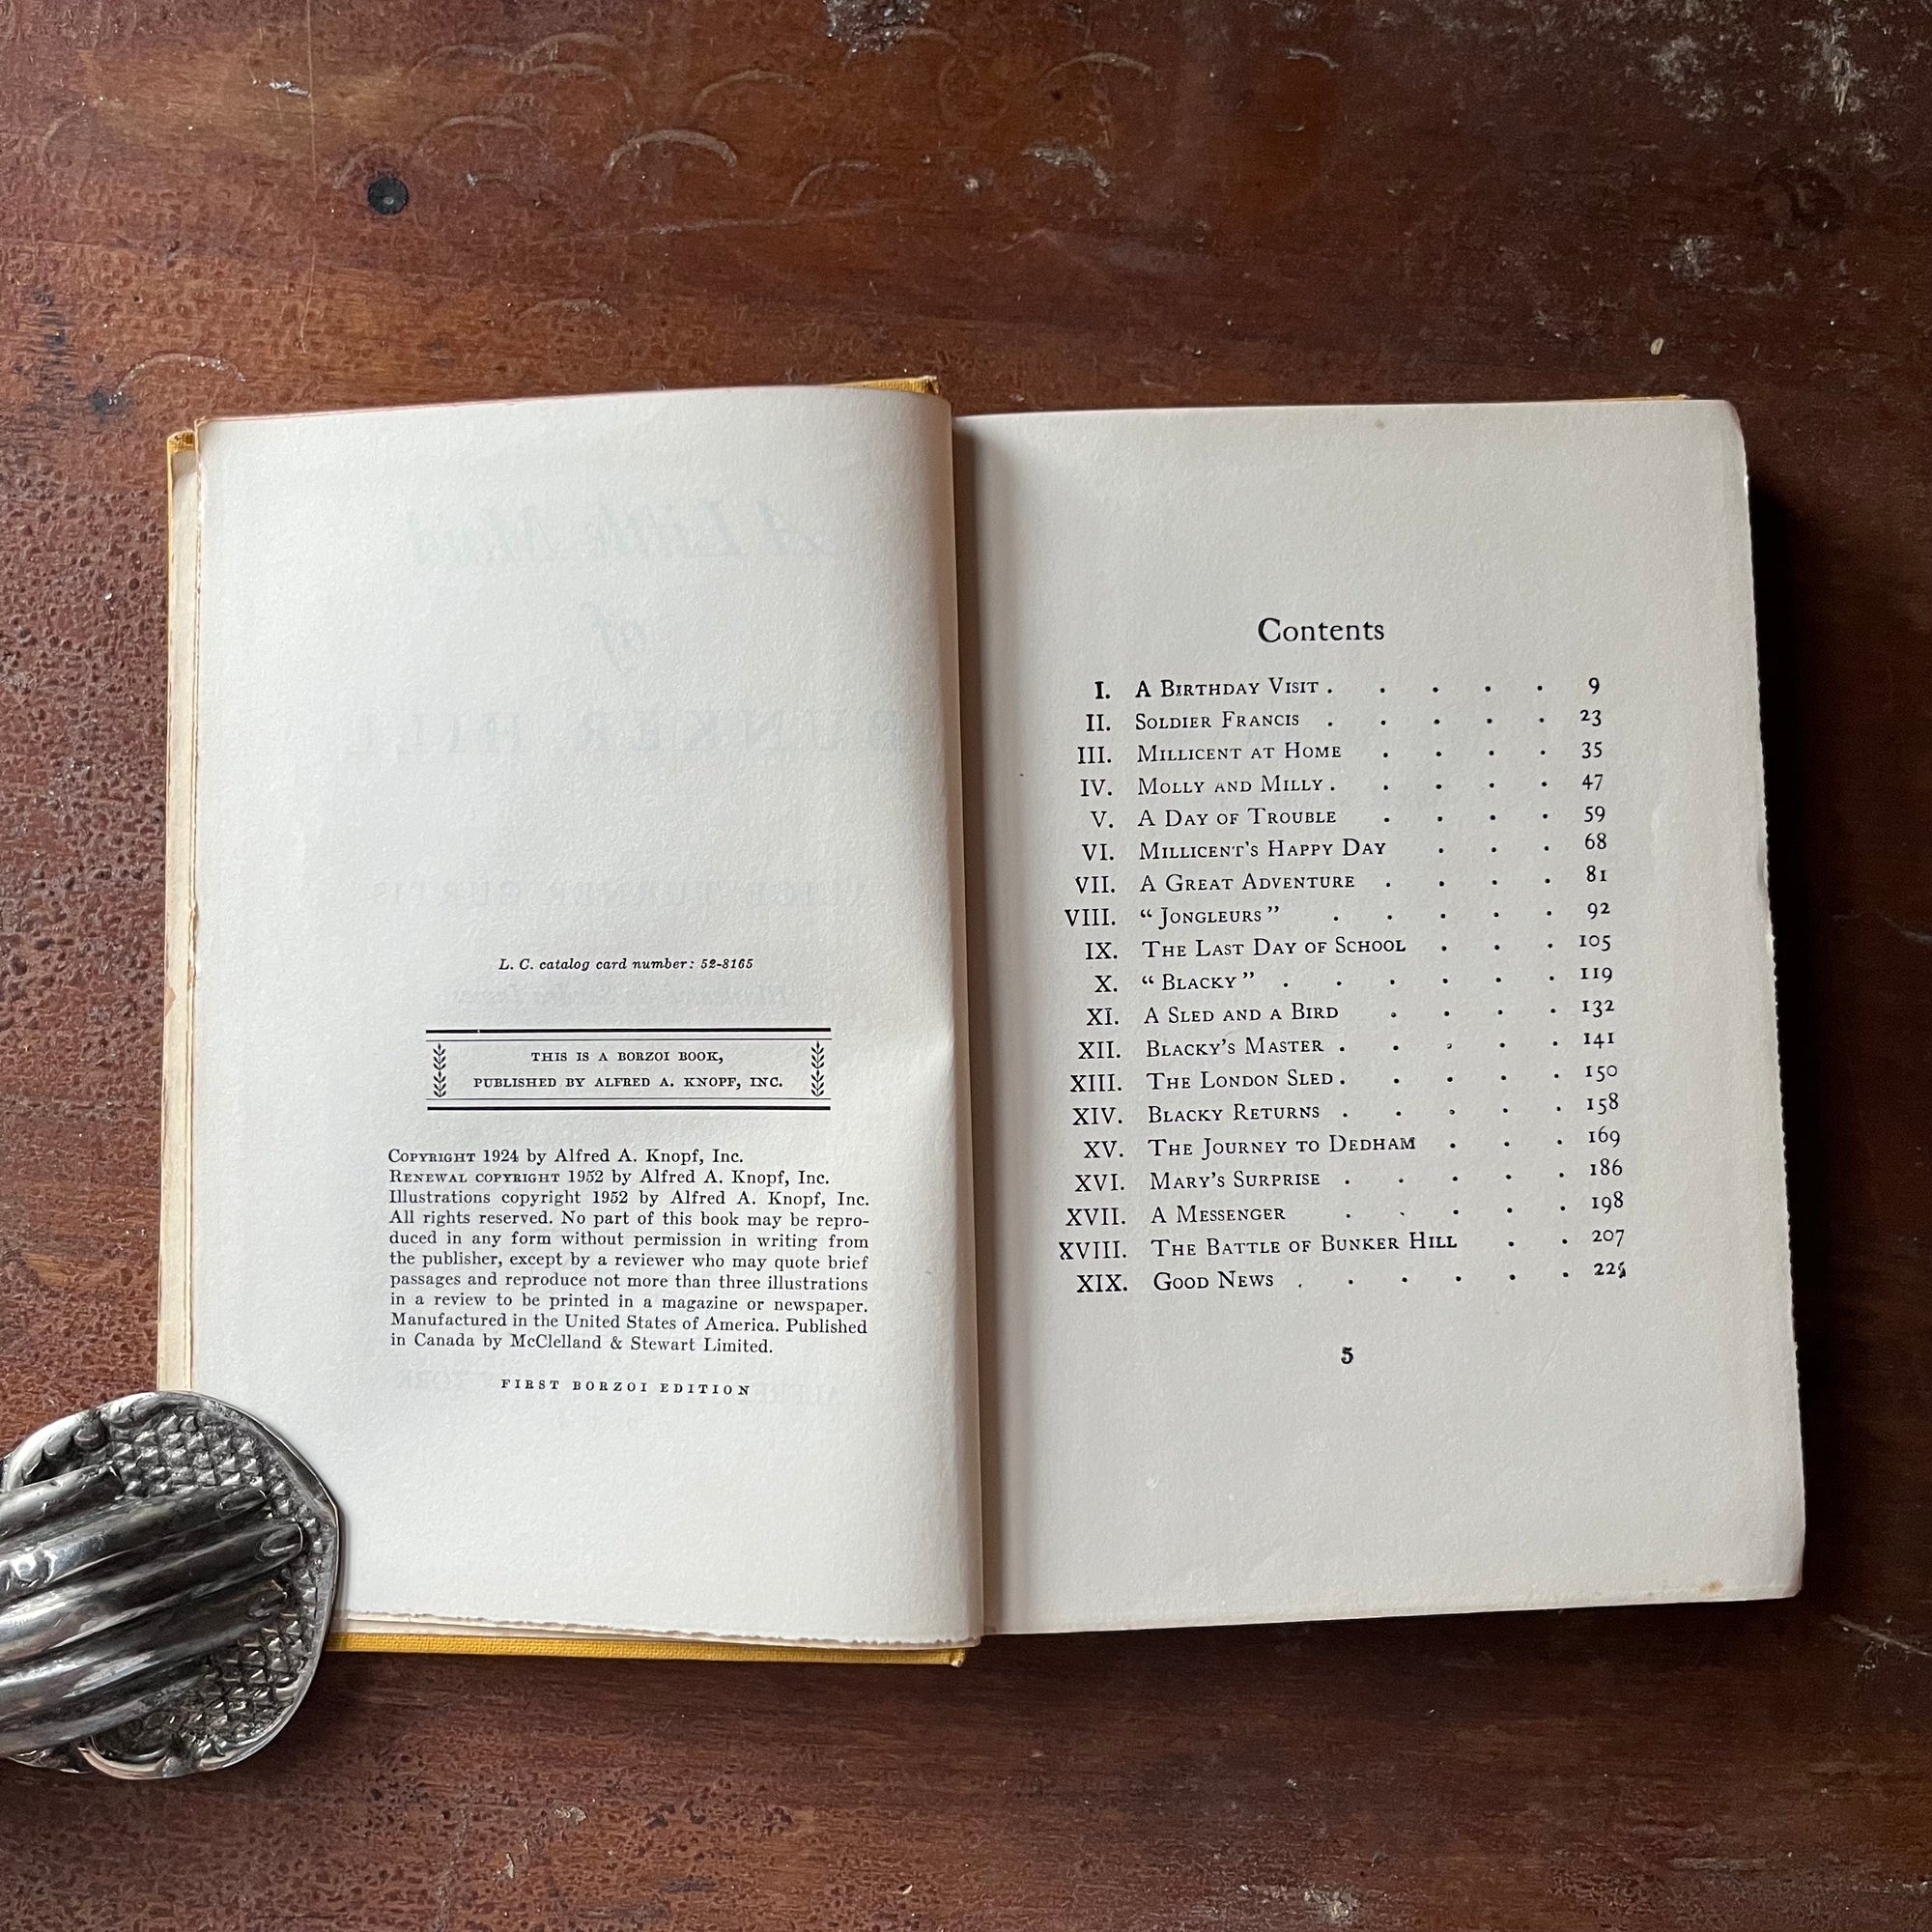 L. C. catalog card number: 52-8165
THIS IS A BORZOI BOOK,
PUBLISHED BY ALFRED A. KNOPF, INC.
Copyright 1924 by Alfred A. Knopf, Inc.
Renewal copyright 1952 by Alfred A. Knopf, Inc.
Illustrations copyright 1952 by Alfred A. Knopf, Inc.
All rights reserved. No part of this book may be repro-
duced in any form without permission in writing from
the publisher, except by a reviewer who may quote brief
passages and reproduce not more than three illustrations
in a review to be printed in a magazine or newspaper.
Manufactured in the United States of America. Published
in Canada by McClelland & Stewart Limited.
FIRST BORZOI EDITION
Contents
I. A Birthday Visit . . . . . 9
II. Soldier Francis . . . . . 23
III. Millicent at Home . . . . 35
IV. Molly and Milly . . . . . 47
V. A Day of Trouble . . . . 59
VI. Millicent's Happy Day . . . 68
VII. A Great Adventure . . . . 81
VIII. "Jongleurs" . . . . . 92
IX. The Last Day of School . . . 105
X. "Blacky" . . . . . . 119
XI. A Sled and a Bird . . . . 132
XII. Blacky's Master . . . . . 141
XIII. The London Sled . . . . . 150
XIV. Blacky Returns . . . . . 158
XV. The Journey to Dedham . . . 169
XVI. Mary's Surprise . . . . . 186
XVII. A Messenger . . . . . 198
XVIII. The Battle of Bunker Hill . . 207
XIX. Good News . . . . . . 225
5